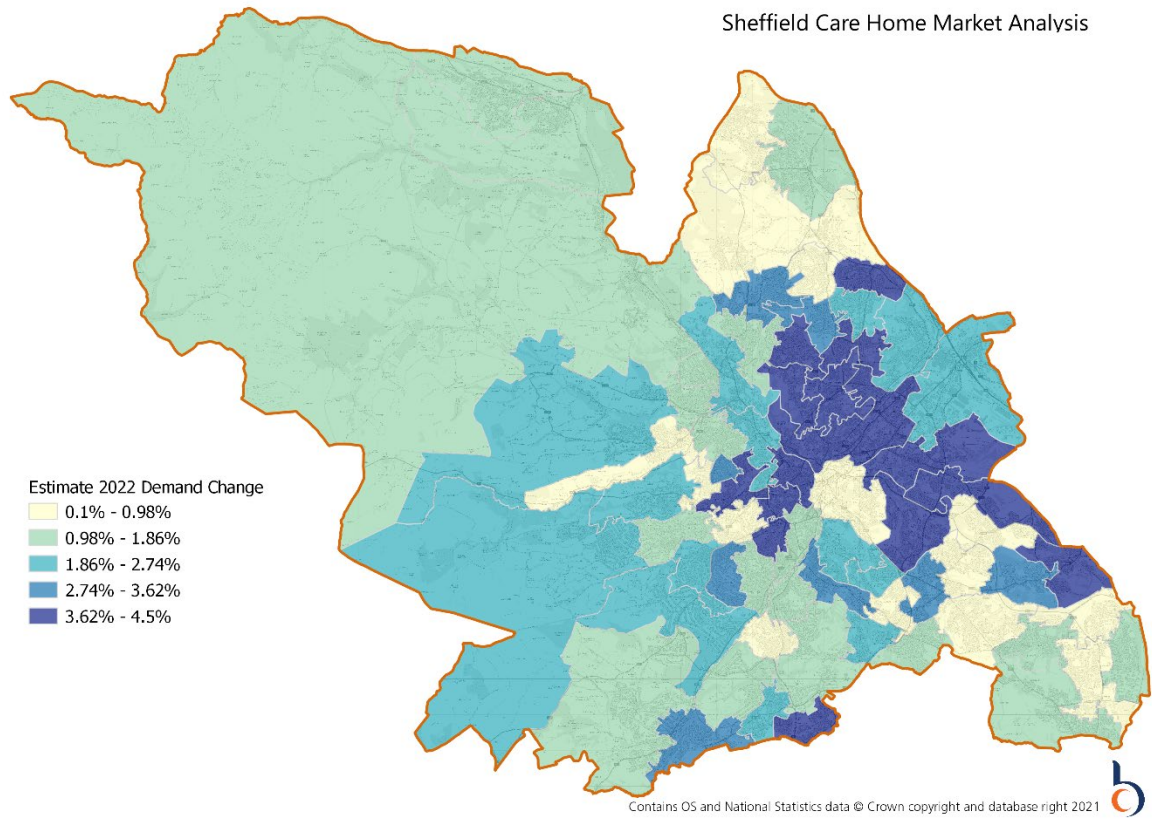 Sheffield Care Home Market Analysis
Estimate 2022 Demand Change
0.1% - 0.98%
0.98% - 1.86%
1.86% - 2.74%
2.74% - 3.62%
3.62% - 4.5%
Contains OS and National Statistics data © Crown copyright and database right 2021